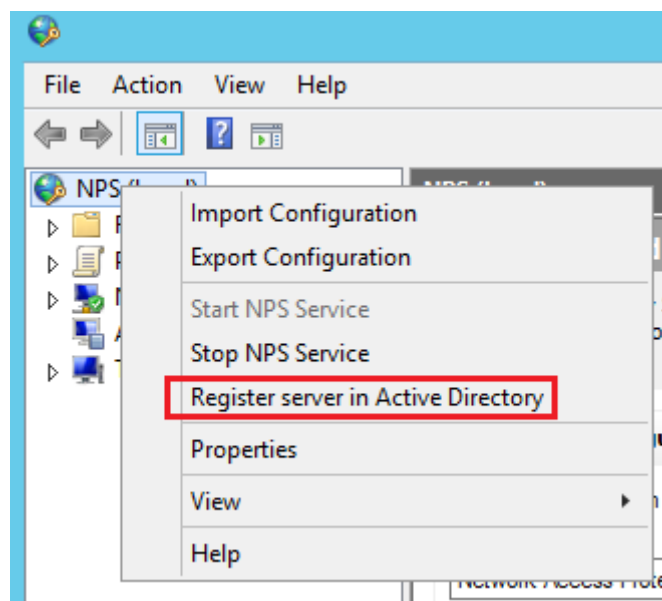 File Action View Help
NPS
Import Configuration
Export Configuration
Start NPS Service
Stop NPS Service
Register server in Active Directory
Properties
View
Help